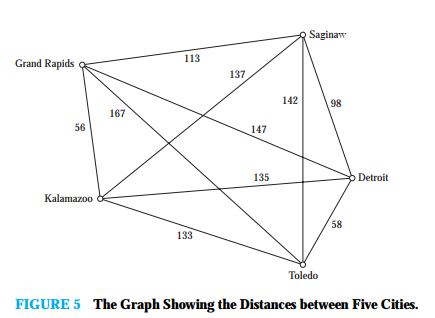 Saginaw
Grand Rapids
113
137
142
98
167
56
147
135
Detroit
Kalamazoo
133
58
Toledo
FIGURE 5 The Graph Showing the Distances between Five Cities.